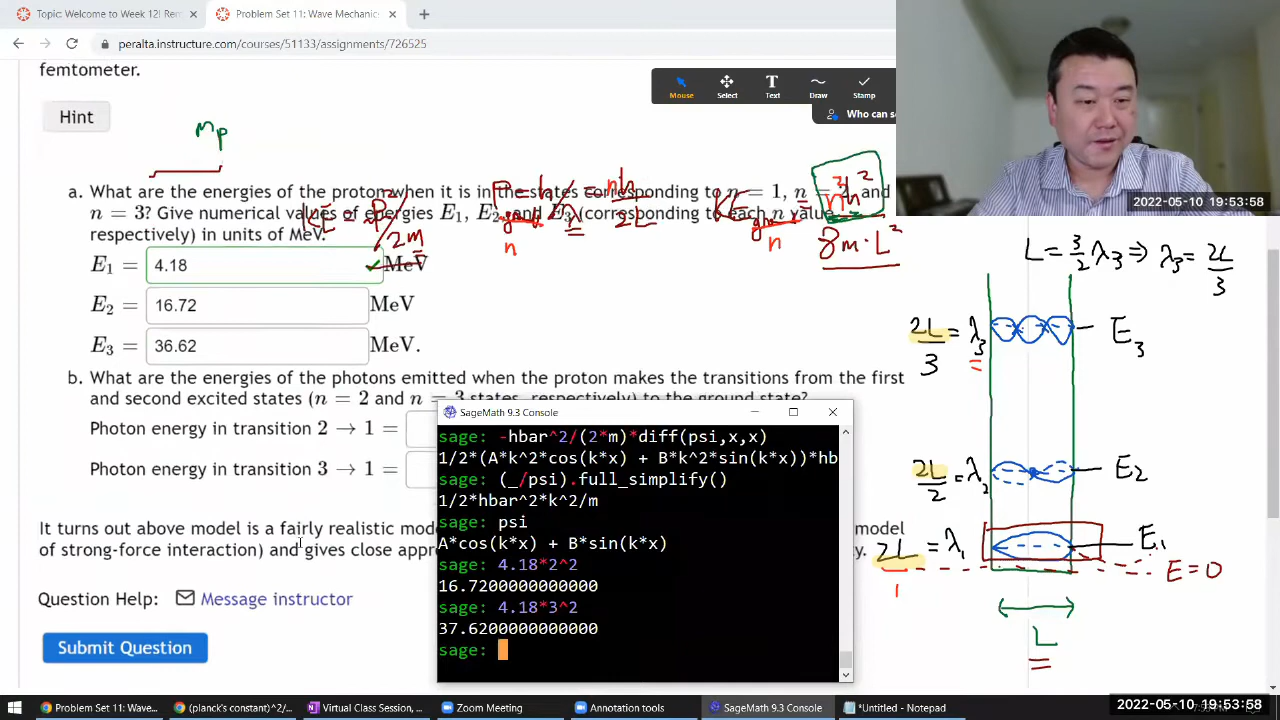 Topic: Welcome to Week 12! Rem
Problem Set 11: Wave Mechanics
peralta.instructure.com/courses/51133/assignments/726525
femtometer.
Hint
Mouse
Select
Text
Draw
Stamp
Who can se
2022-05-10 19:53:58
a. What are the energies of the proton when it is in the states corresponding to n = 1, n = 2, and
n = 3? Give numerical values of energies E1, E2, and E3 (corresponding to each n value
respectively) in units of MeV.
E1 = 4.18 MeV
E2 = 16.72 MeV
E3 = 36.62 MeV.
b. What are the energies of the photons emitted when the proton makes the transitions from the first
and second excited states (n = 2 and n = 3 states, respectively) to the ground state?
Photon energy in transition 2 → 1 =
Photon energy in transition 3 → 1 =
It turns out above model is a fairly realistic mod
model
of strong-force interaction) and gives close appr
y.
Question Help: Message instructor
Submit Question
mp
KE = P²/2m
P = h/λ = nh/2L
KE = n²h²/8m·L²
n
n
L = 3/2 λ3 ⇒ λ3 = 2L/3
2L/3 = λ3
E3
2L/2 = λ2
E2
2L/1 = λ1
E1
E = 0
L
SageMath 9.3 Console
sage: -hbar^2/(2*m)*diff(psi,x,x)
1/2*(A*k^2*cos(k*x) + B*k^2*sin(k*x))*hb
sage: (_/psi).full_simplify()
1/2*hbar^2*k^2/m
sage: psi
A*cos(k*x) + B*sin(k*x)
sage: 4.18*2^2
16.7200000000000
sage: 4.18*3^2
37.6200000000000
sage:
Problem Set 11: Wave...
(planck's constant)^2/...
Virtual Class Session, ...
Zoom Meeting
Annotation tools
SageMath 9.3 Console
*Untitled - Notepad
2022-05-10 19:53:58